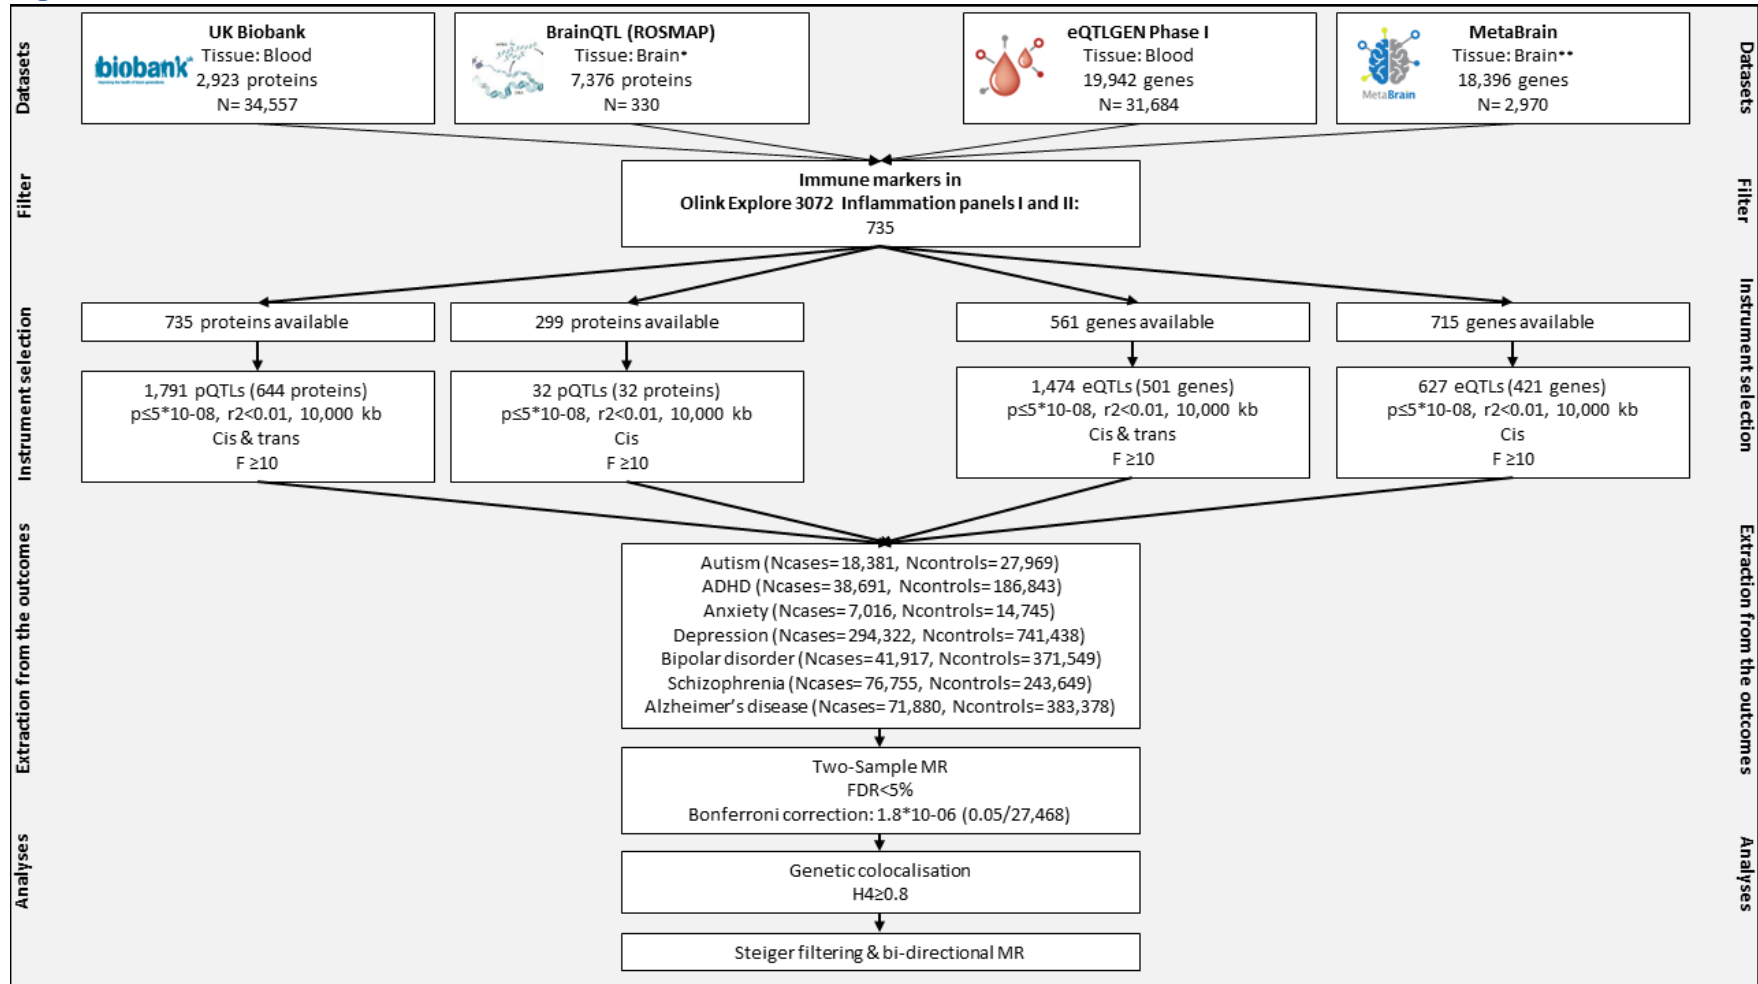 Datasets
UK Biobank
Tissue: Blood
2,923 proteins
N= 34,557
biobank
BrainQTL (ROSMAP)
Tissue: Brain*
7,376 proteins
N= 330
eQTLGEN Phase I
Tissue: Blood
19,942 genes
N= 31,684
MetaBrain
Tissue: Brain**
18,396 genes
N= 2,970
MetaBrain
Datasets
Filter
Immune markers in
Olink Explore 3072 Inflammation panels I and II:
735
Filter
Instrument selection
735 proteins available
299 proteins available
561 genes available
715 genes available
1,791 pQTLs (644 proteins)
p≤5*10-08, r2<0.01, 10,000 kb
Cis & trans
F ≥10
32 pQTLs (32 proteins)
p≤5*10-08, r2<0.01, 10,000 kb
Cis
F ≥10
1,474 eQTLs (501 genes)
p≤5*10-08, r2<0.01, 10,000 kb
Cis & trans
F ≥10
627 eQTLs (421 genes)
p≤5*10-08, r2<0.01, 10,000 kb
Cis
F ≥10
Instrument selection
Extraction from the outcomes
Autism (Ncases=18,381, Ncontrols=27,969)
ADHD (Ncases=38,691, Ncontrols=186,843)
Anxiety (Ncases=7,016, Ncontrols=14,745)
Depression (Ncases=294,322, Ncontrols=741,438)
Bipolar disorder (Ncases=41,917, Ncontrols=371,549)
Schizophrenia (Ncases=76,755, Ncontrols=243,649)
Alzheimer's disease (Ncases=71,880, Ncontrols=383,378)
Extraction from the outcomes
Analyses
Two-Sample MR
FDR<5%
Bonferroni correction: 1.8*10-06 (0.05/27,468)
Genetic colocalisation
H4≥0.8
Steiger filtering & bi-directional MR
Analyses